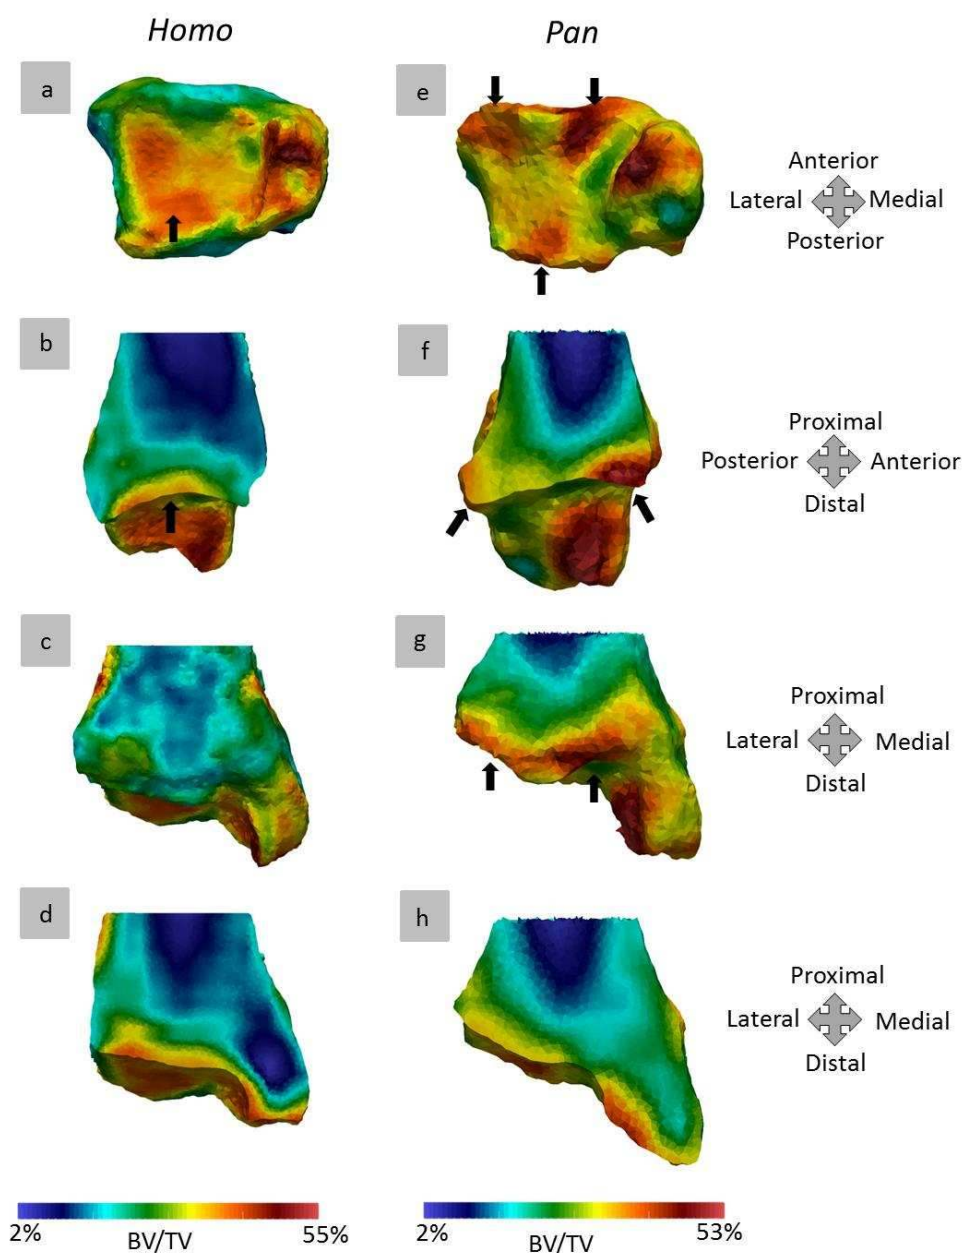 Homo Pan
a e
Anterior
Lateral Medial
Posterior
b f
Proximal
Posterior Anterior
Distal
c g
Proximal
Lateral Medial
Distal
d h
Proximal
Lateral Medial
Distal
2% BV/TV 55% 2% BV/TV 53%